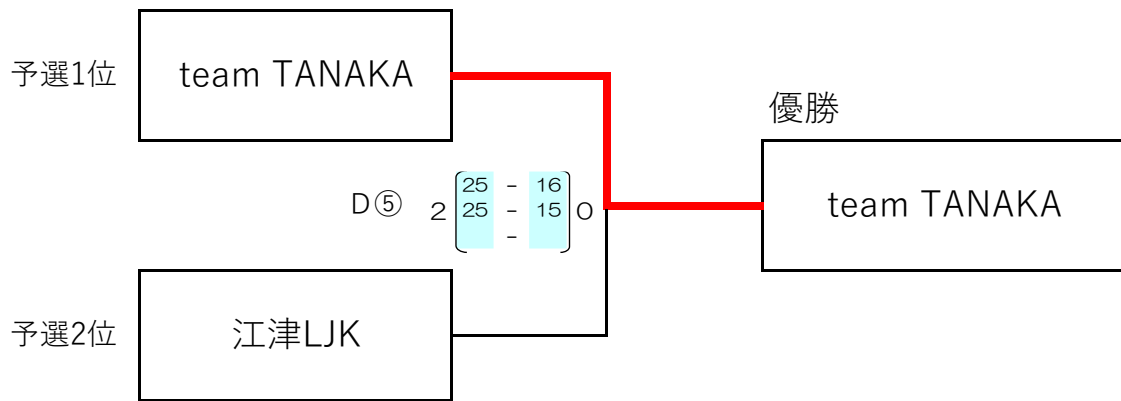 予選1位
team TANAKA
優勝
team TANAKA
D⑤
2
25 - 16
25 - 15
-
0
予選2位
江津LJK